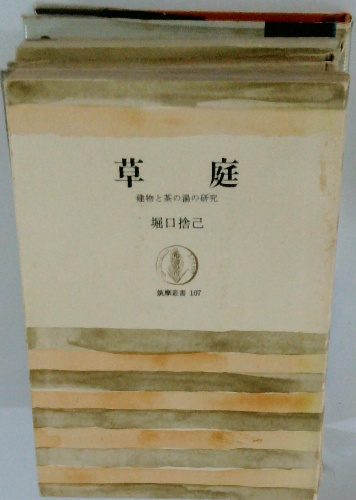 草庭
建物と茶の湯の研究
堀口捨己
筑摩叢書 107